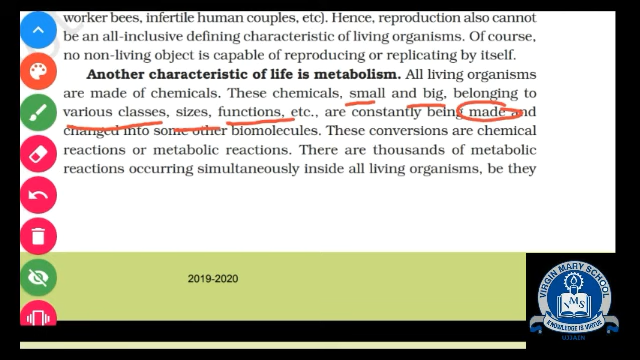 worker bees, infertile human couples, etc). Hence, reproduction also cannot
be an all-inclusive defining characteristic of living organisms. Of course,
no non-living object is capable of reproducing or replicating by itself.
Another characteristic of life is metabolism. All living organisms
are made of chemicals. These chemicals, small and big, belonging to
various classes, sizes, functions, etc., are constantly being made and
changed into some other biomolecules. These conversions are chemical
reactions or metabolic reactions. There are thousands of metabolic
reactions occurring simultaneously inside all living organisms, be they
2019-2020
VIRGIN MARY SCHOOL
VMS
KNOWLEDGE IS VIRTUE
UJJAIN